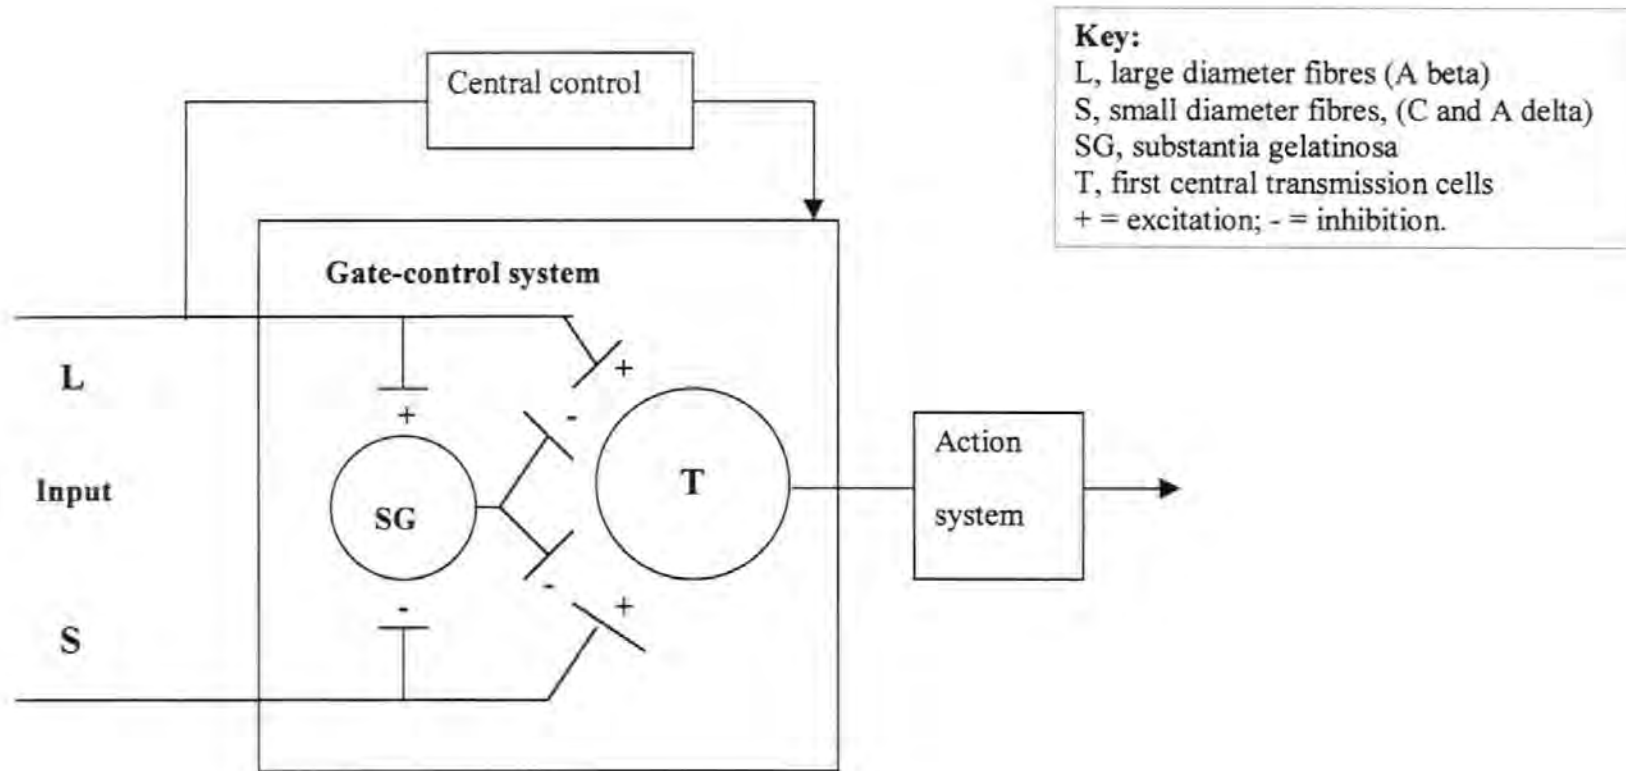 Central control
Key:
L, large diameter fibres (A beta)
S, small diameter fibres, (C and A delta)
SG, substantia gelatinosa
T, first central transmission cells
+ = excitation; - = inhibition.
Gate-control system
L
+
+
-
Input
SG
T
Action
system
-
-
+
S